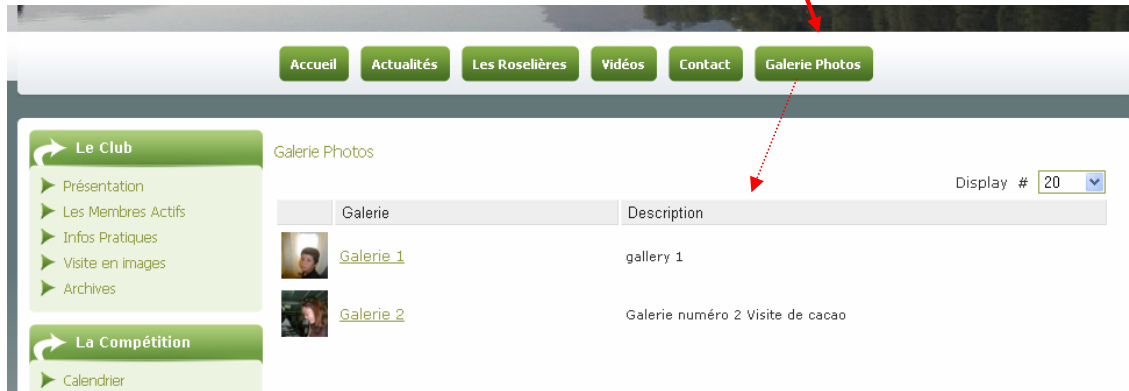 Accueil Actualités Les Roselières Vidéos Contact Galerie Photos
Le Club
Présentation
Les Membres Actifs
Infos Pratiques
Visite en images
Archives
La Compétition
Calendrier
Galerie Photos
Display # 20
Galerie Description
Galerie 1 gallery 1
Galerie 2 Galerie numéro 2 Visite de cacao